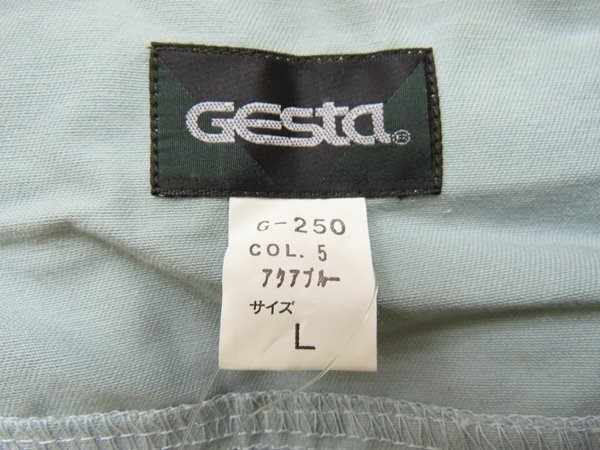 GESta®
G-250
COL. 5
アクアブルー
サイズ
L